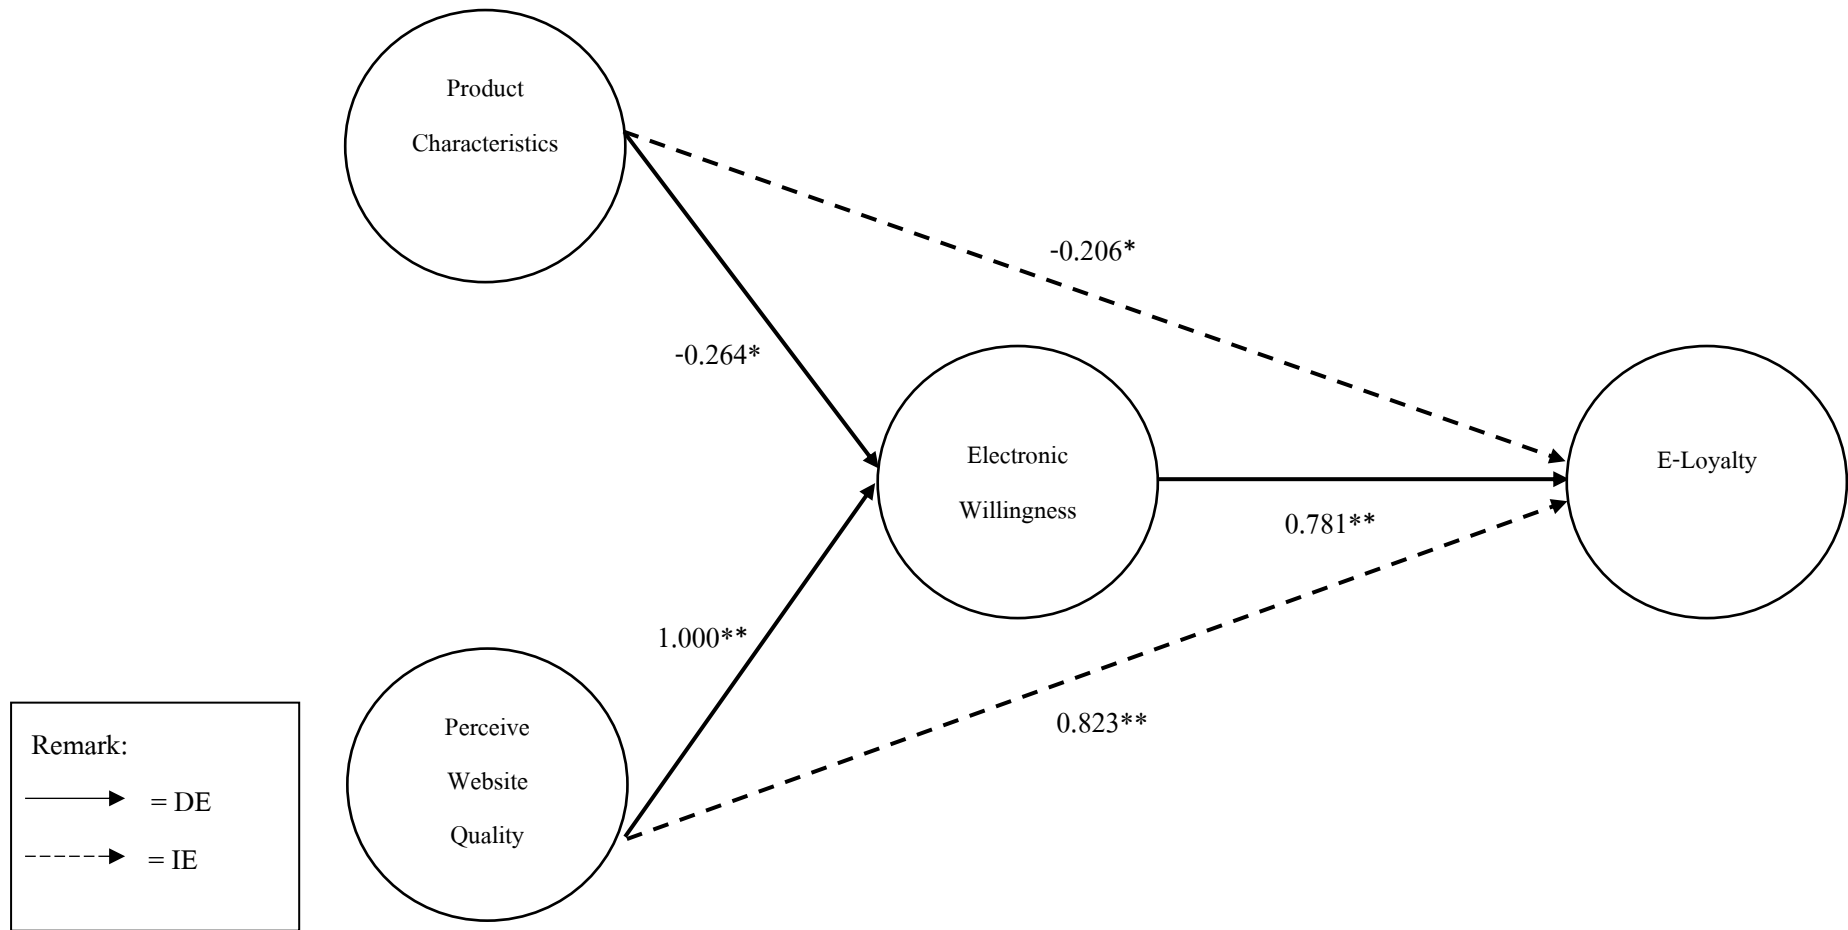 Product
Characteristics
-0.206*
-0.264*
Electronic
Willingness
E-Loyalty
0.781**
1.000**
0.823**
Perceive
Website
Quality
Remark:
= DE
= IE